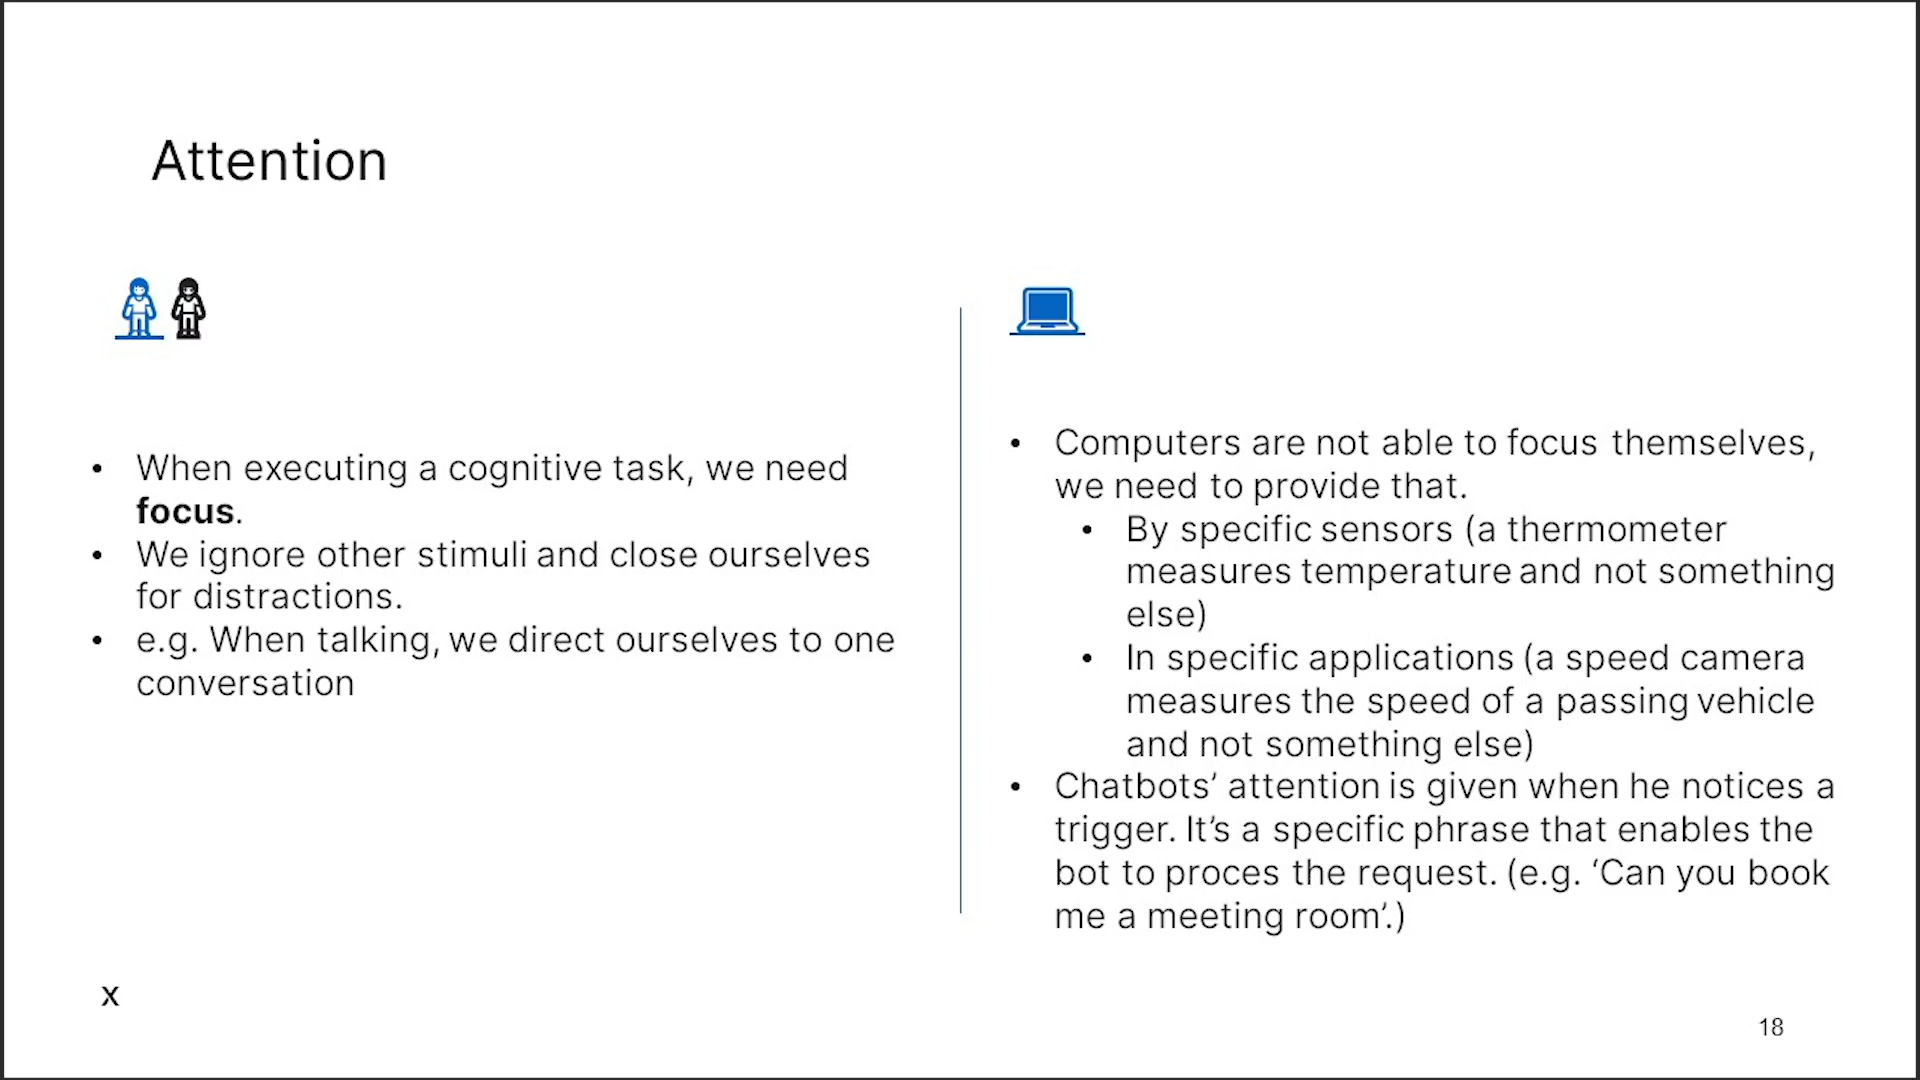 Attention
• When executing a cognitive task, we need
focus.
• We ignore other stimuli and close ourselves
for distractions.
• e.g. When talking, we direct ourselves to one
conversation
• Computers are not able to focus themselves,
we need to provide that.
• By specific sensors (a thermometer
measures temperature and not something
else)
• In specific applications (a speed camera
measures the speed of a passing vehicle
and not something else)
• Chatbots’ attention is given when he notices a
trigger. It’s a specific phrase that enables the
bot to proces the request. (e.g. ‘Can you book
me a meeting room’.)
x
18